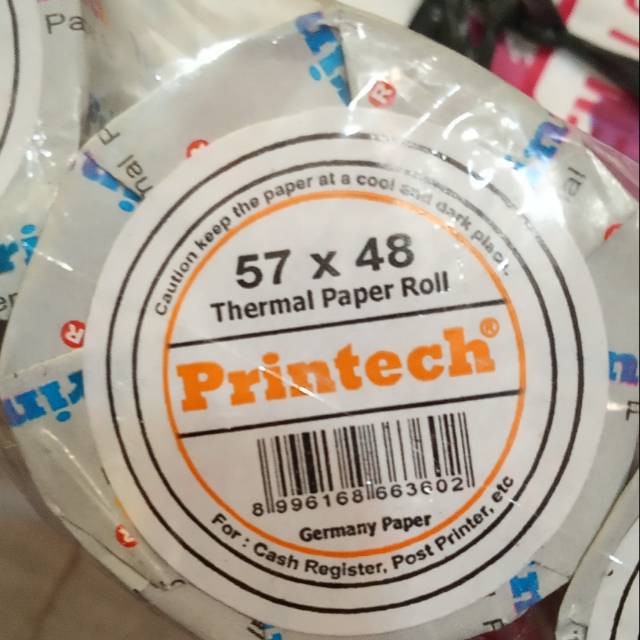 Caution keep the paper at a cool and dark place.
57 x 48
Thermal Paper Roll
Printech®
8 996168 663602
Germany Paper
For : Cash Register, Post Printer, etc